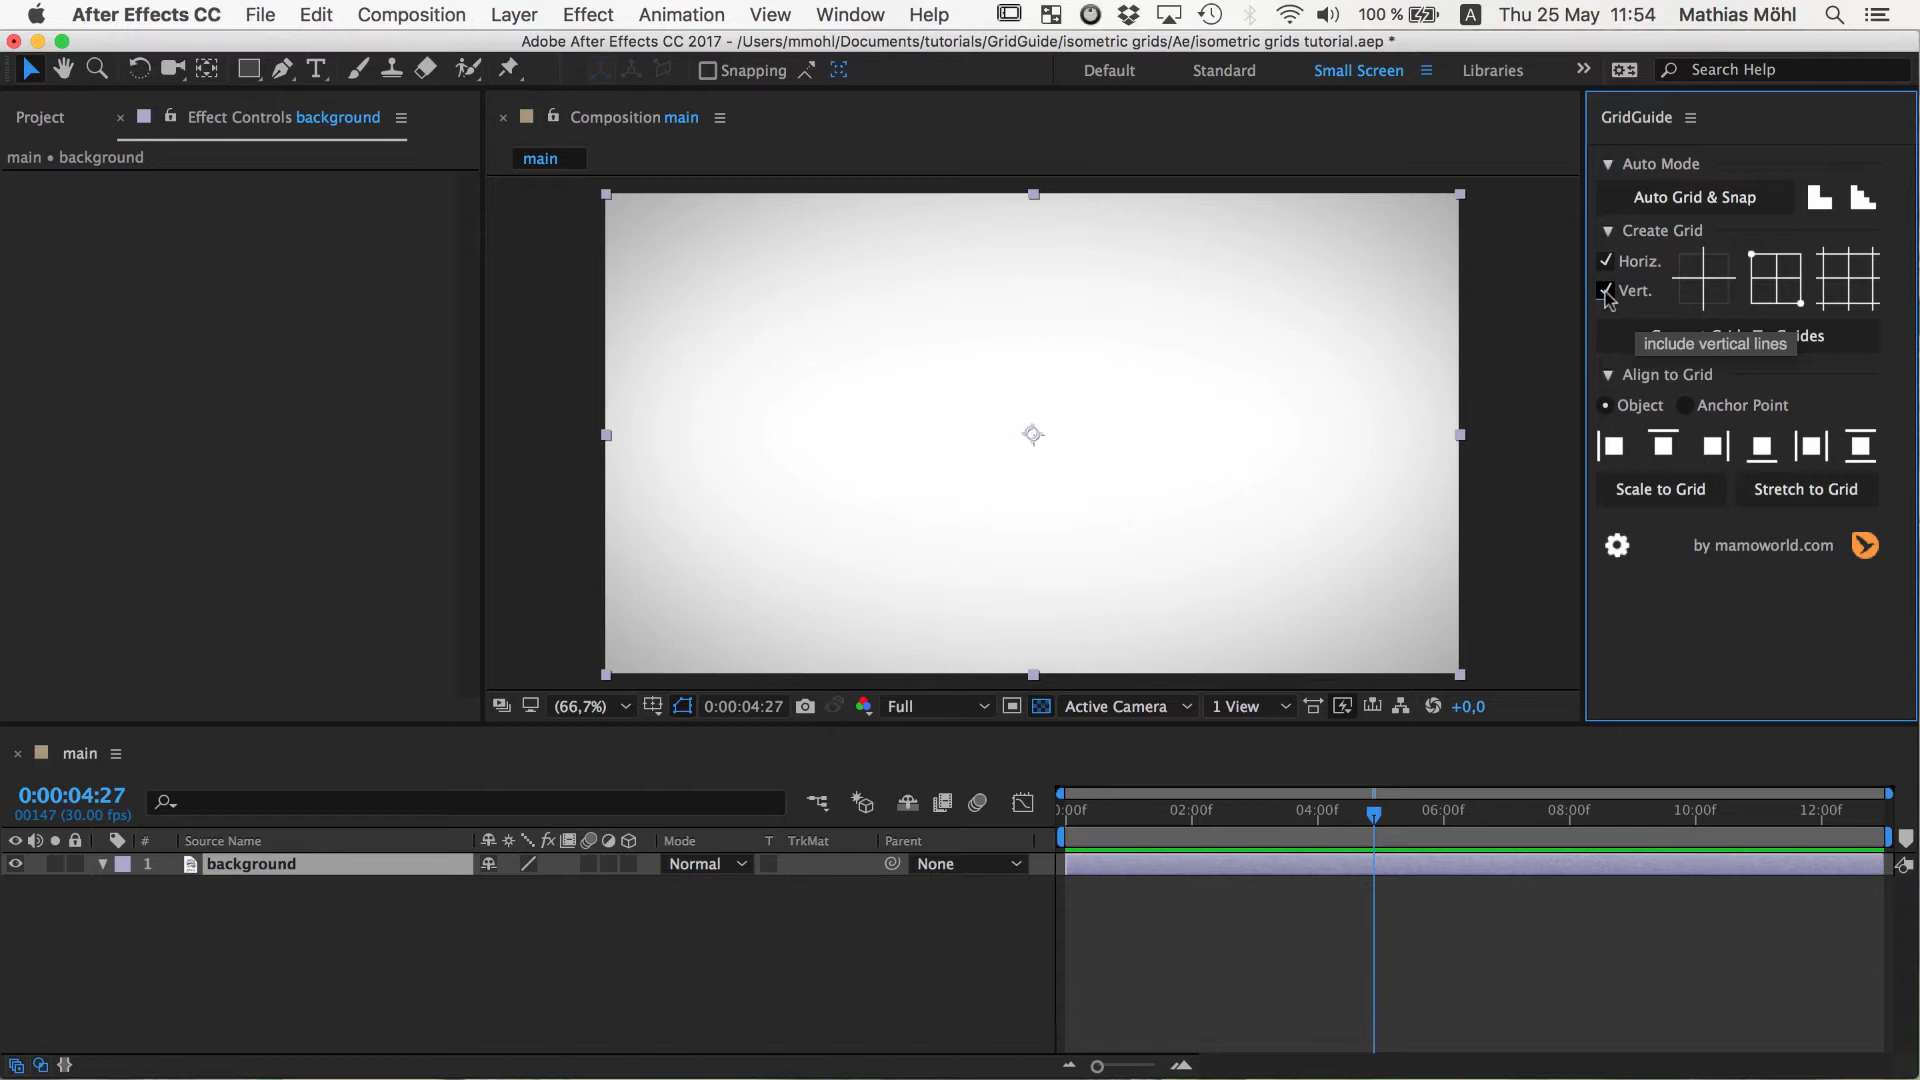 After Effects CC File Edit Composition Layer Effect Animation View Window Help 100 % A Thu 25 May 11:54 Mathias Möhl
Adobe After Effects CC 2017 - /Users/mmohl/Documents/tutorials/GridGuide/isometric grids/Ae/isometric grids tutorial.aep *
Snapping Default Standard Small Screen Libraries Search Help
Project Effect Controls background Composition main GridGuide
main • background
main
Auto Mode
Auto Grid & Snap
Create Grid
Horiz.
Vert.
include vertical lines
Align to Grid
Object Anchor Point
Scale to Grid Stretch to Grid
by mamoworld.com
(66,7%) 0:00:04:27 Full Active Camera 1 View +0,0
main
0:00:04:27
00147 (30.00 fps)
02:00f 04:00f 06:00f 08:00f 10:00f 12:00f
# Source Name fx Mode T TrkMat Parent
1 background Normal None